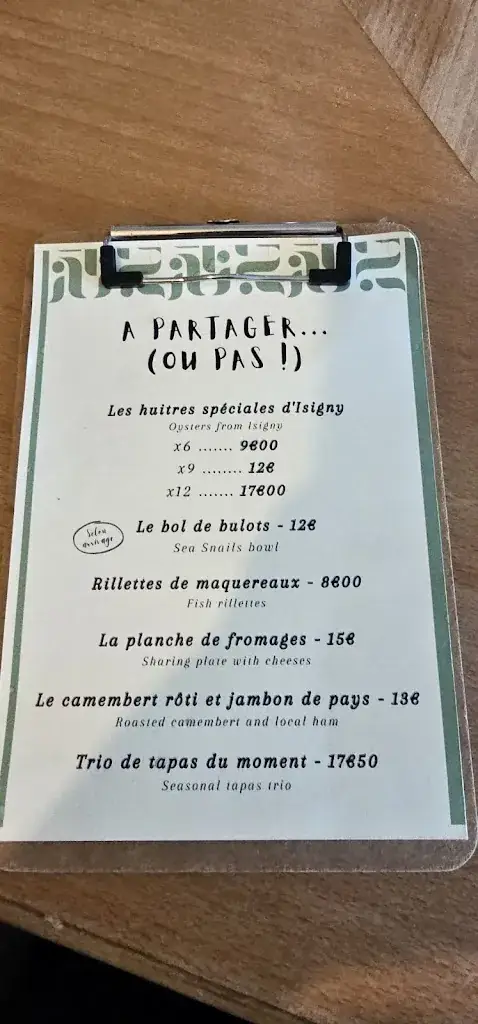 A PARTAGER...
(OU PAS !)
Les huitres spéciales d'Isigny
Oysters from Isigny
x6 ....... 9€00
x9 ........ 12€
x12 ....... 17€00
Selon arrivage
Le bol de bulots - 12€
Sea Snails bowl
Rillettes de maquereaux - 8€00
Fish rillettes
La planche de fromages - 15€
Sharing plate with cheeses
Le camembert rôti et jambon de pays - 13€
Roasted camembert and local ham
Trio de tapas du moment - 17€50
Seasonal tapas trio